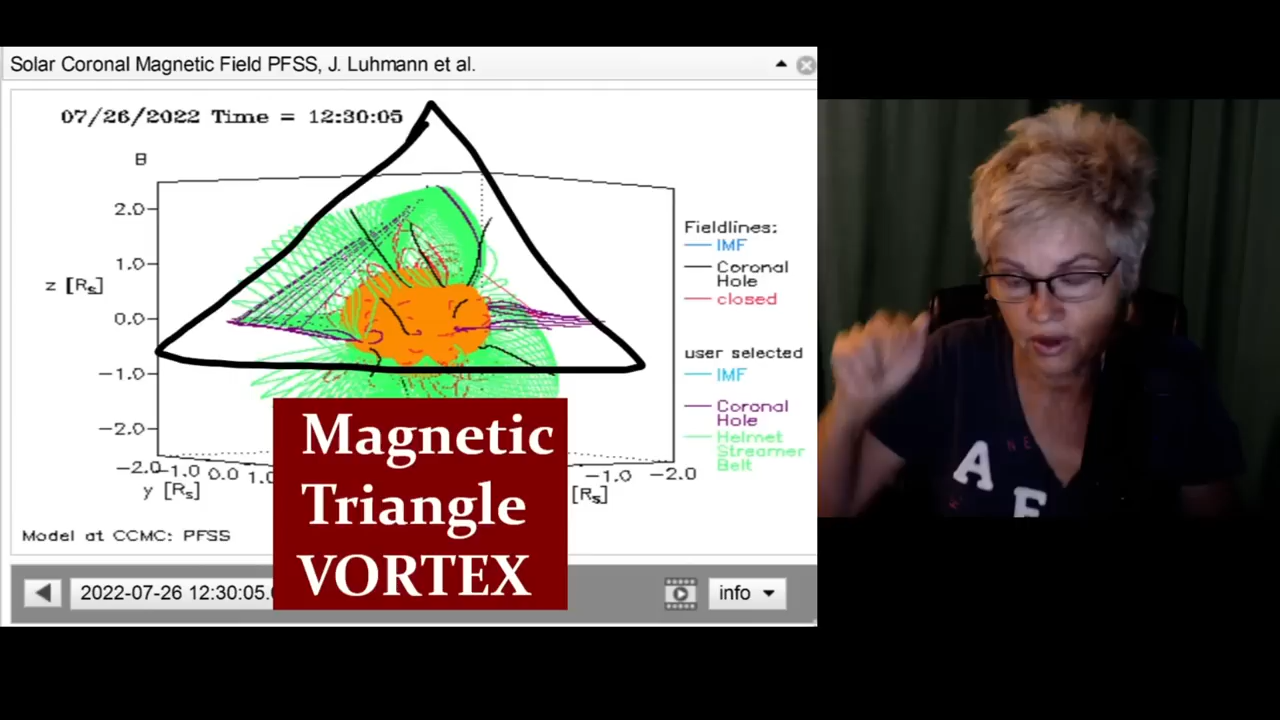 Solar Coronal Magnetic Field PFSS, J. Luhmann et al.
07/26/2022 Time = 12:30:05
B
2.0
1.0
0.0
−1.0
−2.0
z [Rs]
−2.0 −1.0 0.0 1.0
y [Rs]
−1.0 −2.0
[Rs]
Fieldlines:
IMF
Coronal
Hole
closed
user selected
IMF
Coronal
Hole
Helmet
Streamer
Belt
Magnetic
Triangle
VORTEX
Model at CCMC: PFSS
2022-07-26 12:30:05.
info
A
NE